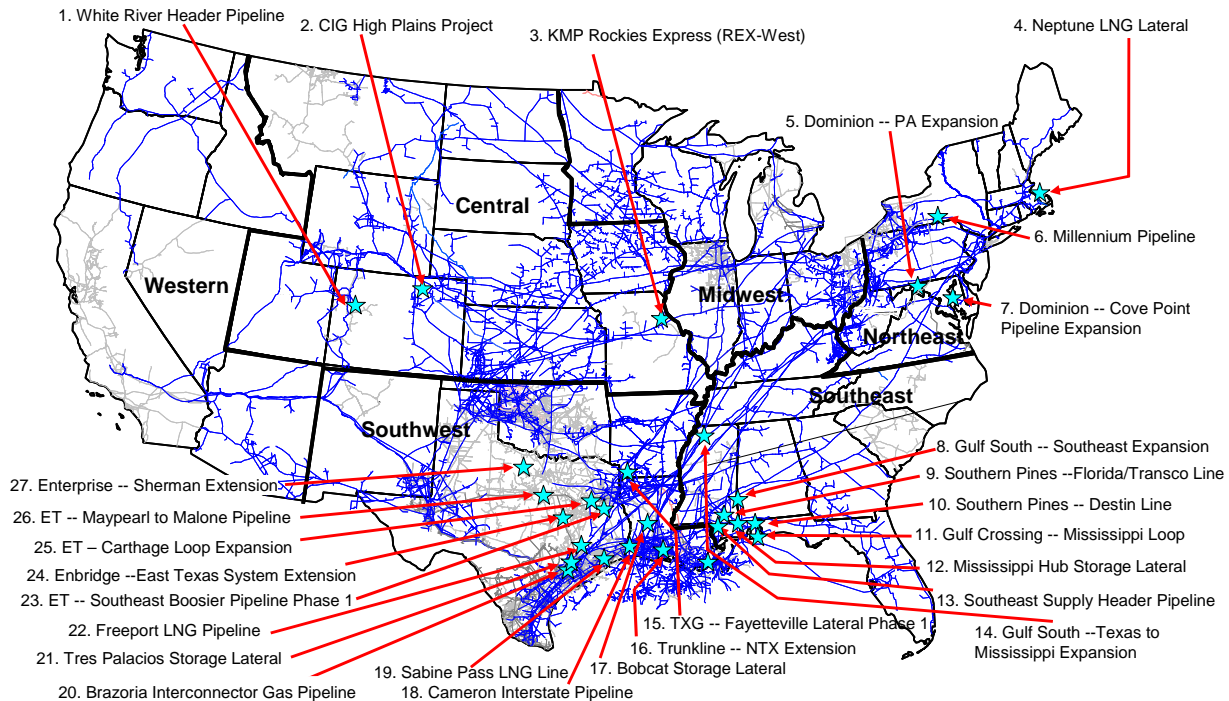 1. White River Header Pipeline
2. CIG High Plains Project
3. KMP Rockies Express (REX-West)
4. Neptune LNG Lateral
5. Dominion -- PA Expansion
6. Millennium Pipeline
7. Dominion -- Cove Point
Pipeline Expansion
Central
Western
Midwest
Northeast
Southeast
Southwest
8. Gulf South -- Southeast Expansion
9. Southern Pines --Florida/Transco Line
10. Southern Pines -- Destin Line
11. Gulf Crossing -- Mississippi Loop
12. Mississippi Hub Storage Lateral
13. Southeast Supply Header Pipeline
14. Gulf South --Texas to
Mississippi Expansion
15. TXG -- Fayetteville Lateral Phase 1
16. Trunkline -- NTX Extension
17. Bobcat Storage Lateral
18. Cameron Interstate Pipeline
19. Sabine Pass LNG Line
20. Brazoria Interconnector Gas Pipeline
21. Tres Palacios Storage Lateral
22. Freeport LNG Pipeline
23. ET -- Southeast Boosier Pipeline Phase 1
24. Enbridge --East Texas System Extension
25. ET – Carthage Loop Expansion
26. ET -- Maypearl to Malone Pipeline
27. Enterprise -- Sherman Extension